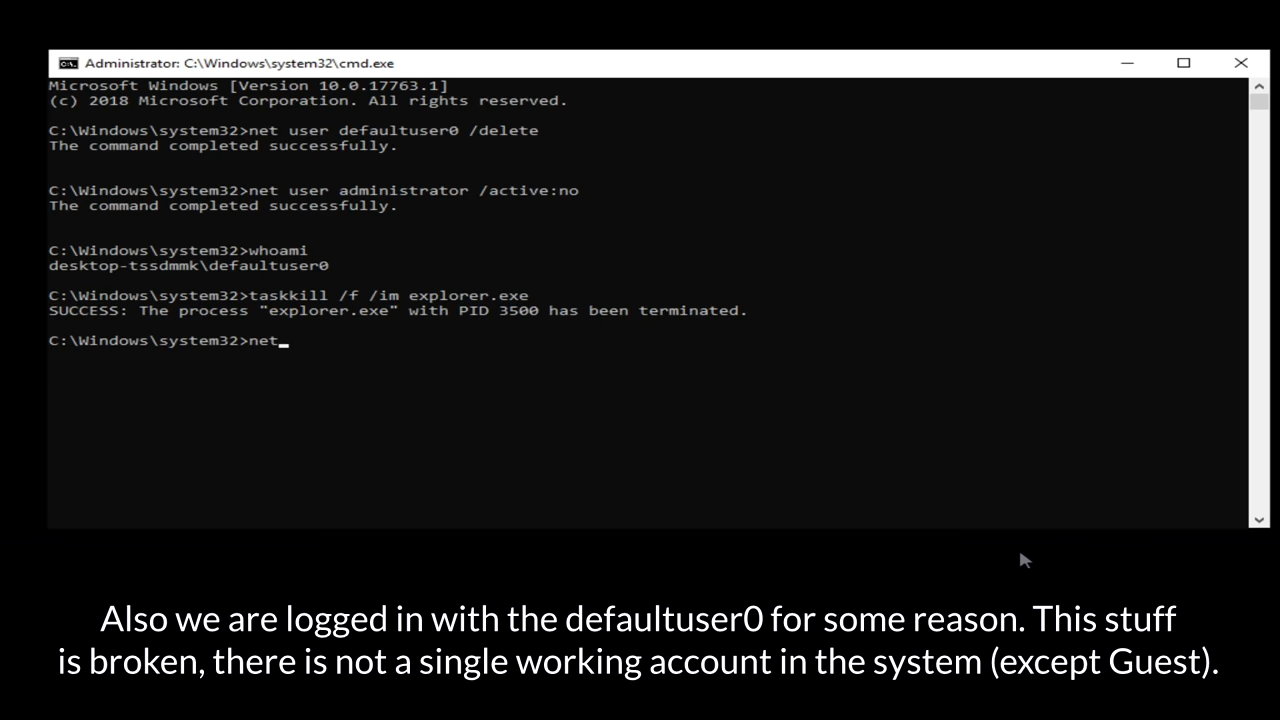 Administrator: C:\Windows\system32\cmd.exe
Microsoft Windows [Version 10.0.17763.1]
(c) 2018 Microsoft Corporation. All rights reserved.
C:\Windows\system32>net user defaultuser0 /delete
The command completed successfully.
C:\Windows\system32>net user administrator /active:no
The command completed successfully.
C:\Windows\system32>whoami
desktop-tssdmmk\defaultuser0
C:\Windows\system32>taskkill /f /im explorer.exe
SUCCESS: The process "explorer.exe" with PID 3500 has been terminated.
C:\Windows\system32>net_
Also we are logged in with the defaultuser0 for some reason. This stuff
is broken, there is not a single working account in the system (except Guest).